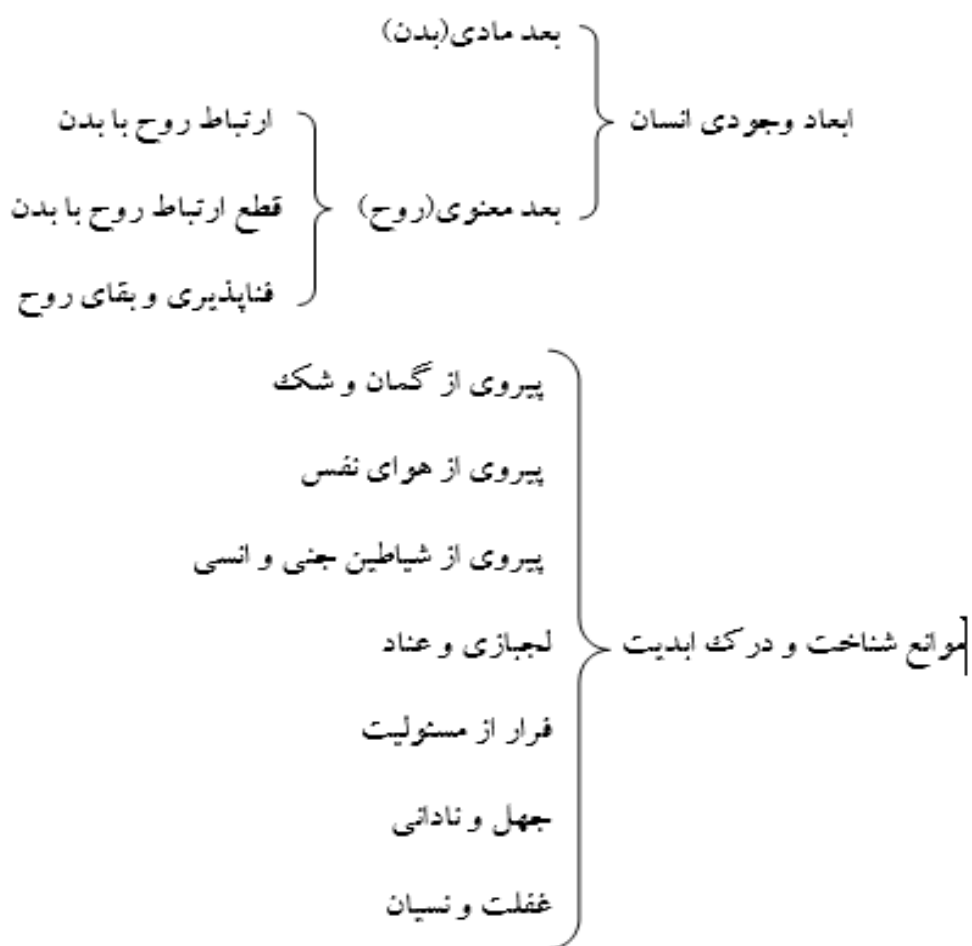 بعد مادی(بدن)
ابعاد وجودی انسان
ارتباط روح با بدن
بعد معنوی(روح)
قطع ارتباط روح با بدن
فناپذیری و بقای روح
پیروی از گمان و شک
پیروی از هوای نفس
پیروی از شیاطین جنی و انسی
موانع شناخت و درک ابدیت
لجبازی و عناد
فرار از مسئولیت
جهل و نادانی
غفلت و نسیان